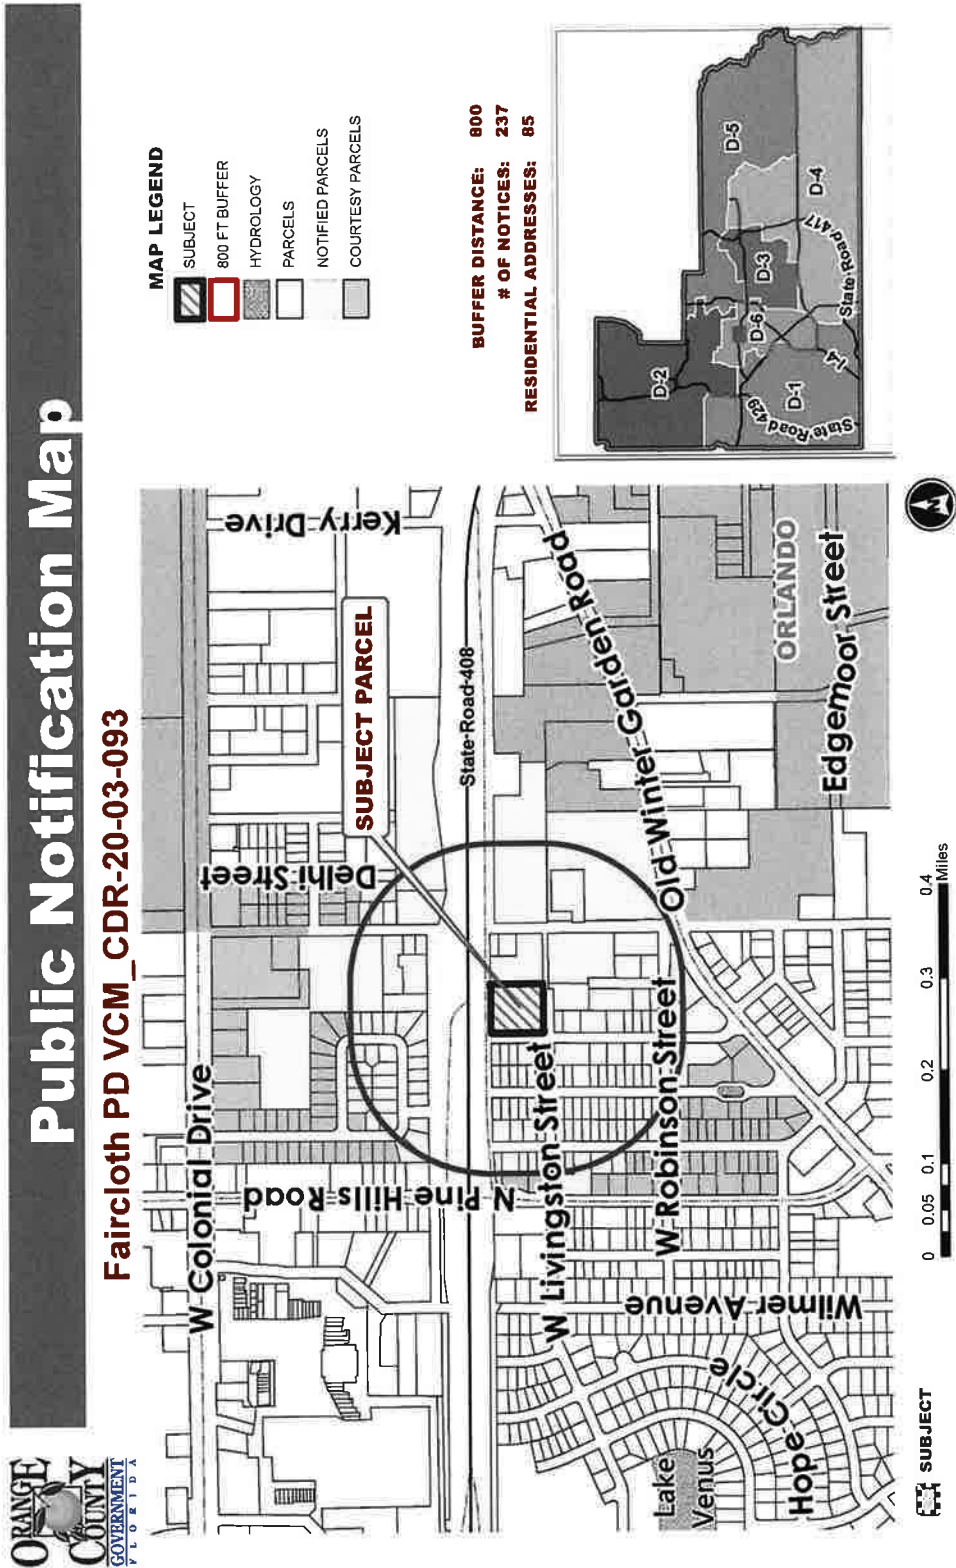 ORANGE
COUNTY
GOVERNMENT
FLORIDA
Public Notification Map
Faircloth PD VCM_CDR-20-03-093
MAP LEGEND
SUBJECT
800 FT BUFFER
HYDROLOGY
PARCELS
NOTIFIED PARCELS
COURTESY PARCELS
BUFFER DISTANCE: 800
# OF NOTICES: 237
RESIDENTIAL ADDRESSES: 85
W Colonial Drive
Kerry Drive
Delhi Street
N Pine Hills Road
SUBJECT PARCEL
State Road 408
W Livingston Street
W Robinson Street
Old Winter Garden Road
Wilmer Avenue
Hope Circle
Lake
Venus
ORLANDO
Edgemoor Street
D-2
D-5
D-3
D-6
D-4
D-1
State Road 429
I-4
State Road 417
SUBJECT
0 0.05 0.1 0.2 0.3 0.4
Miles
N